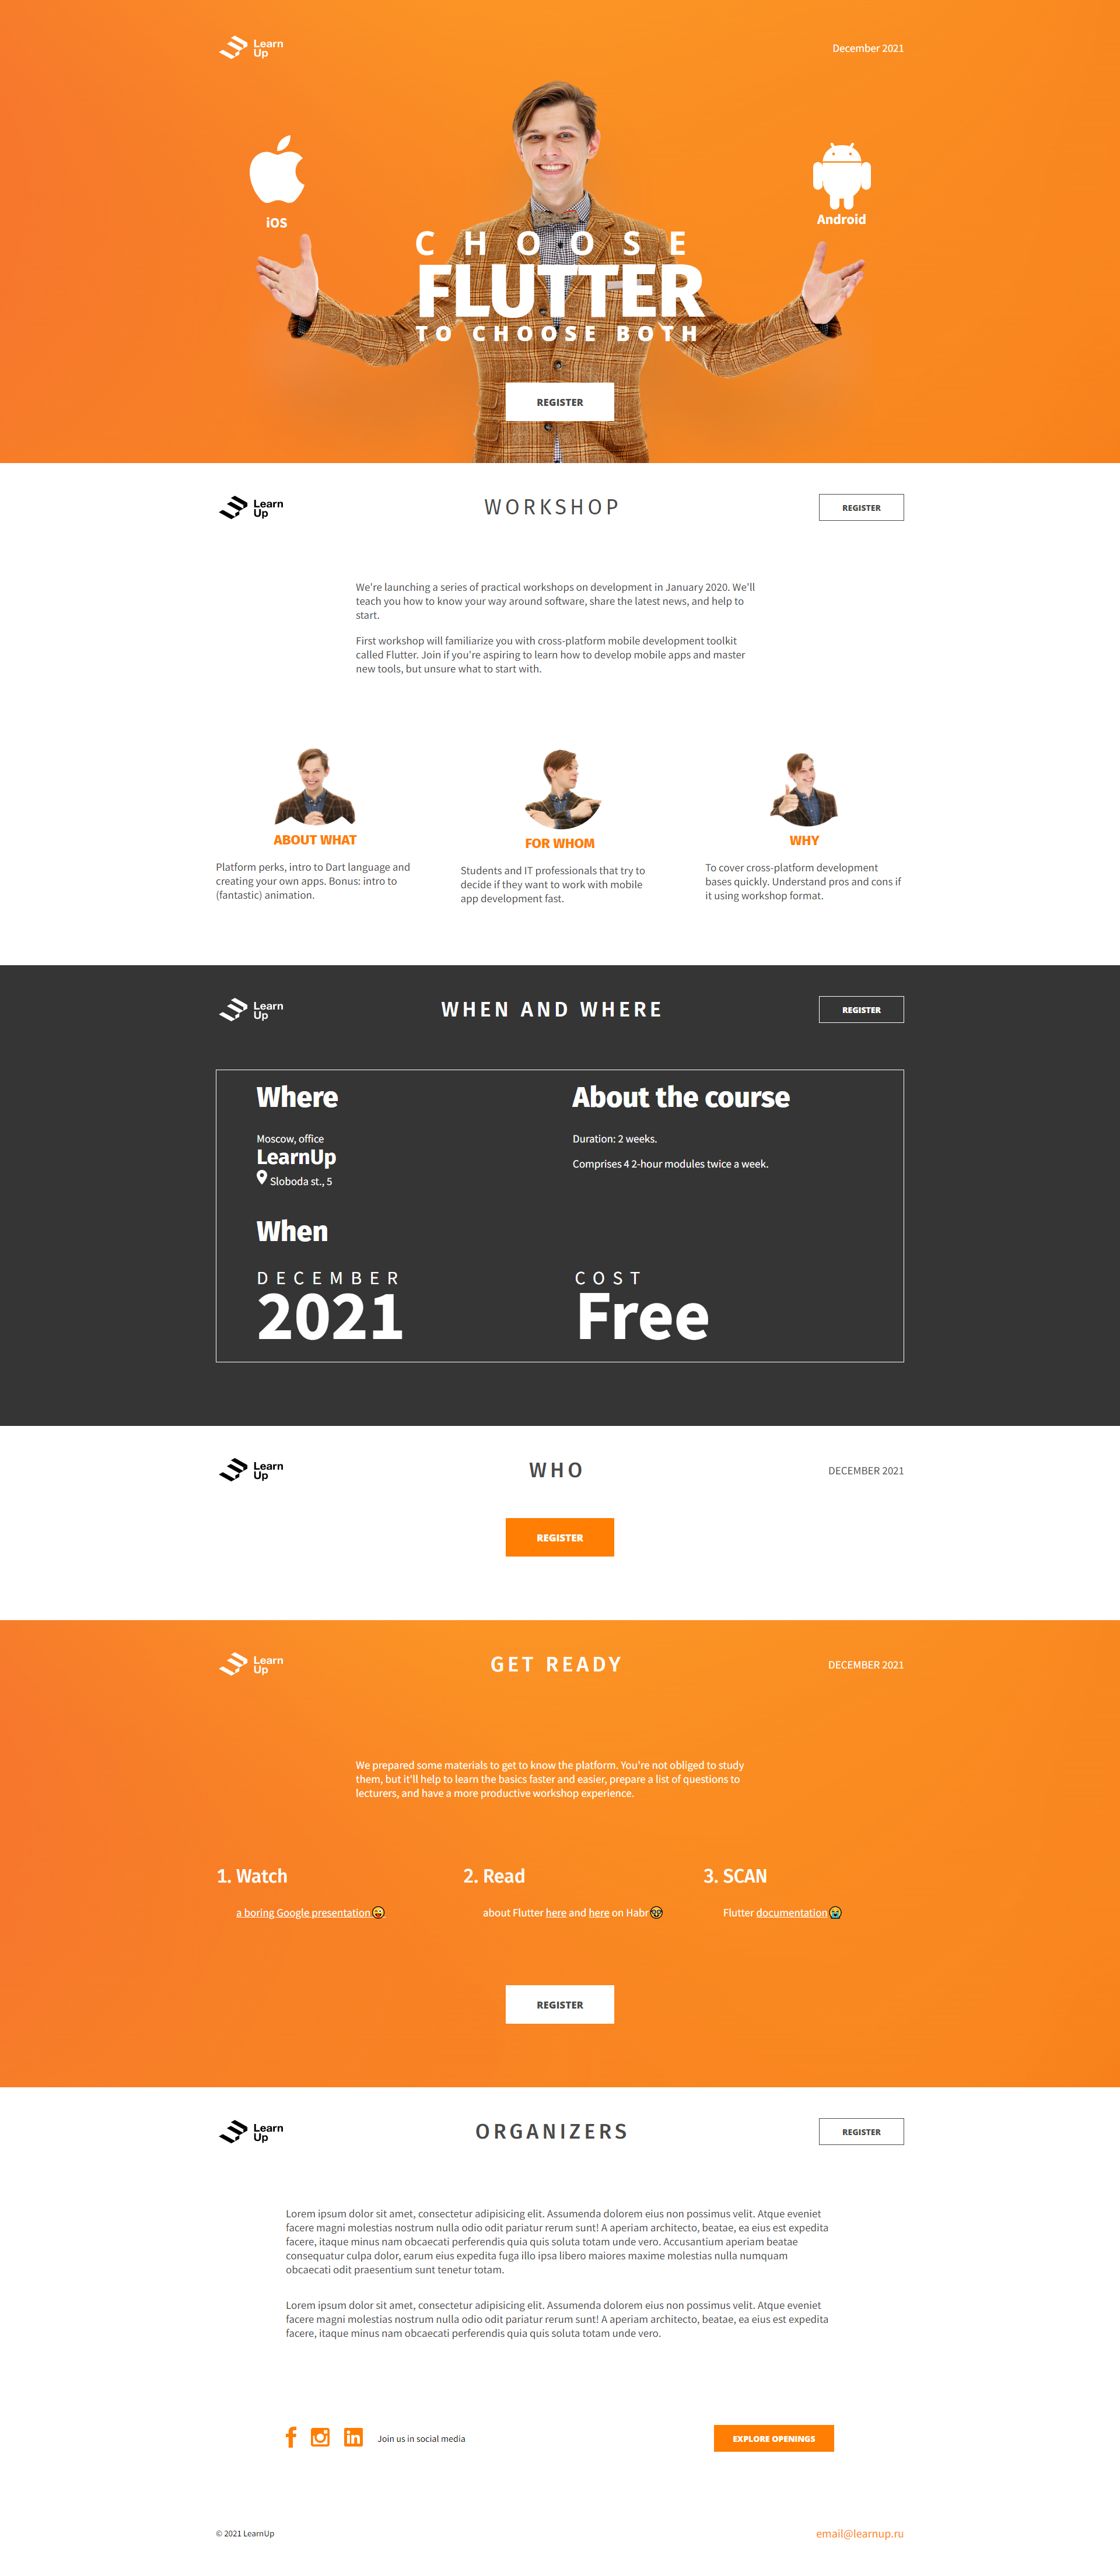 Learn
Up
December 2021
iOS
Android
CHOOSE
FLUTTER
TO CHOOSE BOTH
REGISTER
Learn
Up
WORKSHOP
REGISTER
We're launching a series of practical workshops on development in January 2020. We'll
teach you how to know your way around software, share the latest news, and help to
start.
First workshop will familiarize you with cross-platform mobile development toolkit
called Flutter. Join if you're aspiring to learn how to develop mobile apps and master
new tools, but unsure what to start with.
ABOUT WHAT
Platform perks, intro to Dart language and
creating your own apps. Bonus: intro to
(fantastic) animation.
FOR WHOM
Students and IT professionals that try to
decide if they want to work with mobile
app development fast.
WHY
To cover cross-platform development
bases quickly. Understand pros and cons if
it using workshop format.
Learn
Up
WHEN AND WHERE
REGISTER
Where
Moscow, office
LearnUp
Sloboda st., 5
About the course
Duration: 2 weeks.
Comprises 4 2-hour modules twice a week.
When
DECEMBER
2021
COST
Free
Learn
Up
WHO
DECEMBER 2021
REGISTER
Learn
Up
GET READY
DECEMBER 2021
We prepared some materials to get to know the platform. You're not obliged to study
them, but it'll help to learn the basics faster and easier, prepare a list of questions to
lecturers, and have a more productive workshop experience.
1. Watch
a boring Google presentation
2. Read
about Flutter here and here on Habr
3. SCAN
Flutter documentation
REGISTER
Learn
Up
ORGANIZERS
REGISTER
Lorem ipsum dolor sit amet, consectetur adipisicing elit. Assumenda dolorem eius non possimus velit. Atque eveniet
facere magni molestias nostrum nulla odio odit pariatur rerum sunt! A aperiam architecto, beatae, ea eius est expedita
facere, itaque minus nam obcaecati perferendis quia quis soluta totam unde vero. Accusantium aperiam beatae
consequatur culpa dolor, earum eius expedita fuga illo ipsa libero maiores maxime molestias nulla numquam
obcaecati odit praesentium sunt tenetur totam.
Lorem ipsum dolor sit amet, consectetur adipisicing elit. Assumenda dolorem eius non possimus velit. Atque eveniet
facere magni molestias nostrum nulla odio odit pariatur rerum sunt! A aperiam architecto, beatae, ea eius est expedita
facere, itaque minus nam obcaecati perferendis quia quis soluta totam unde vero.
Join us in social media
EXPLORE OPENINGS
© 2021 LearnUp
email@learnup.ru